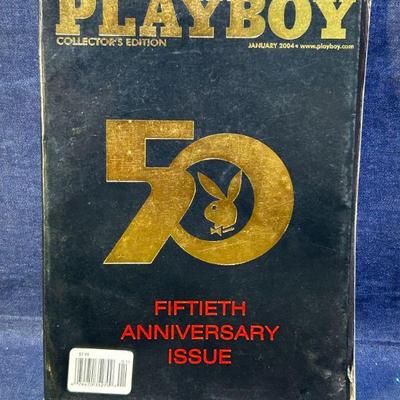 PLAYBOY
COLLECTOR'S EDITION
JANUARY 2004 • www.playboy.com
50
FIFTIETH
ANNIVERSARY
ISSUE